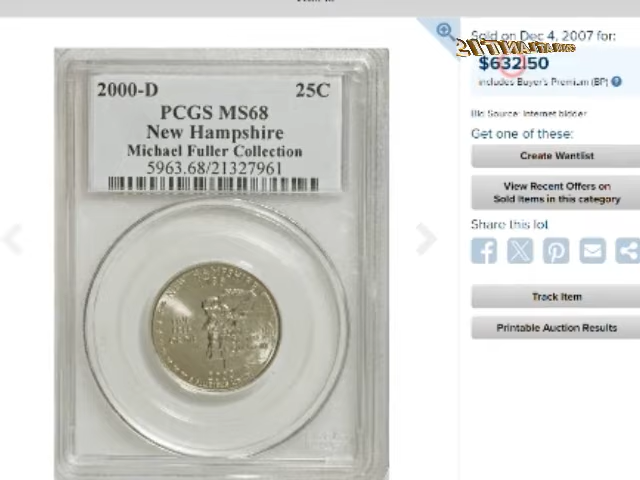 Sold on Dec 4, 2007 for:
$632.50
includes Buyer's Premium (BP)
Bid Source: Internet bidder
Get one of these:
Create Wantlist
View Recent Offers on
Sold Items in this category
Share this lot
Track Item
Printable Auction Results
2000-D 25C
PCGS MS68
New Hampshire
Michael Fuller Collection
5963.68/21327961